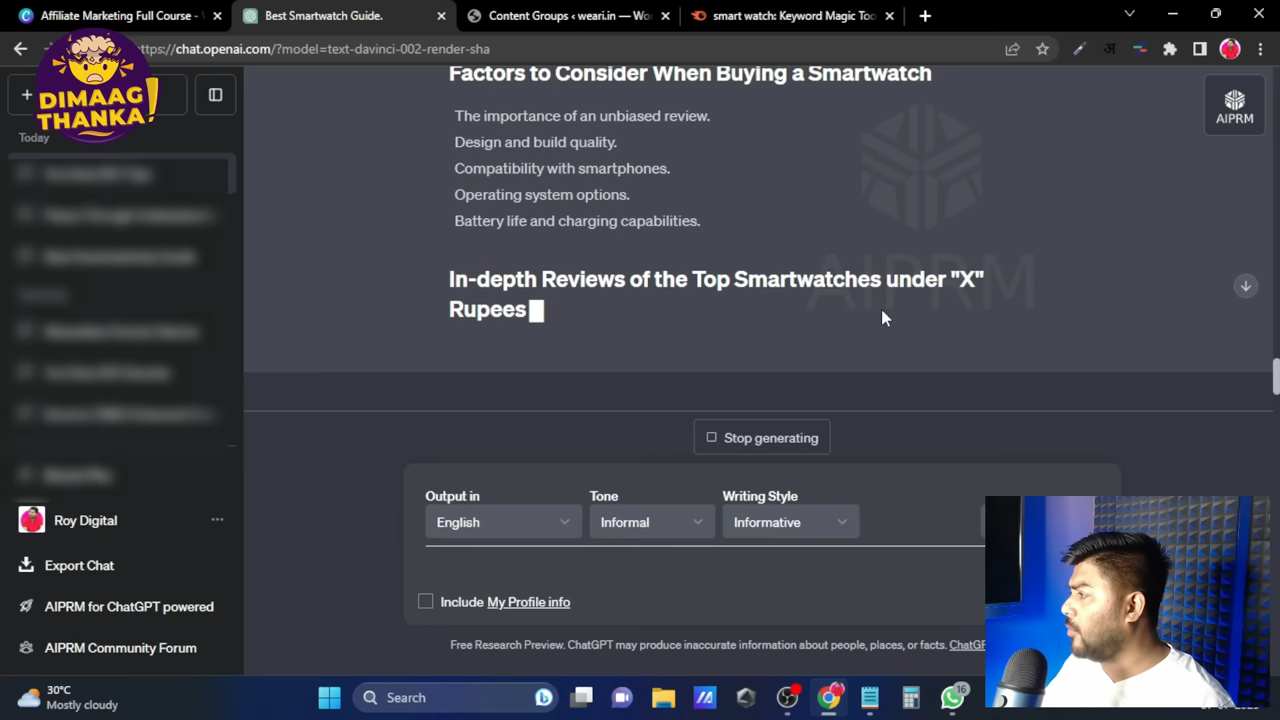 Affiliate Marketing Full Course -
Best Smartwatch Guide.
Content Groups ‹ weari.in — Wo
smart watch: Keyword Magic To
https://chat.openai.com/?model=text-davinci-002-render-sha
DIMAAG
THANKA!
Today
AIPRM
Factors to Consider When Buying a Smartwatch
The importance of an unbiased review.
Design and build quality.
Compatibility with smartphones.
Operating system options.
Battery life and charging capabilities.
In-depth Reviews of the Top Smartwatches under "X"
Rupees
AIPRM
Stop generating
Output in
Tone
Writing Style
English
Informal
Informative
Include My Profile info
Free Research Preview. ChatGPT may produce inaccurate information about people, places, or facts. ChatG
Roy Digital
Export Chat
AIPRM for ChatGPT powered
AIPRM Community Forum
30°C
Mostly cloudy
Search
16